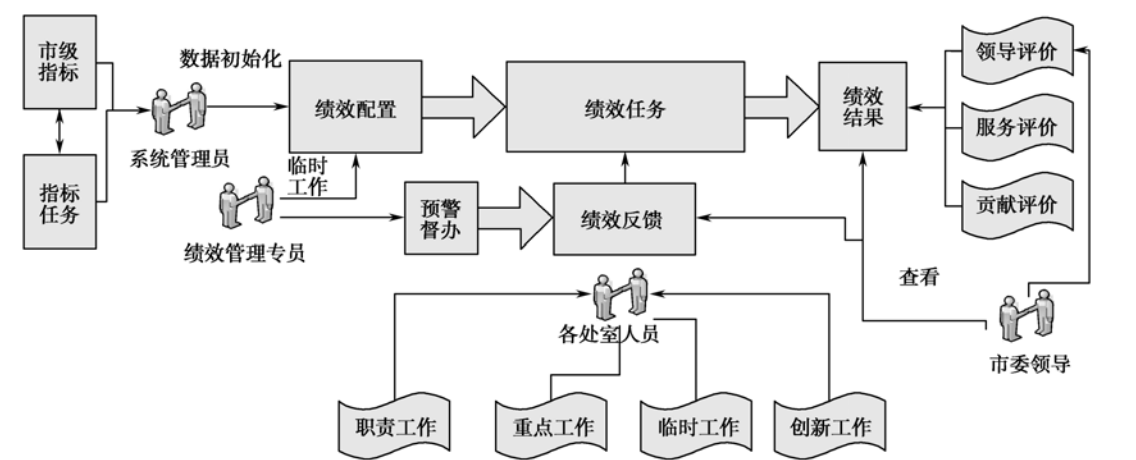 市级
指标
指标
任务
数据初始化
系统管理员
绩效配置
临时
工作
绩效管理专员
绩效任务
预警
督办
绩效反馈
绩效
结果
领导评价
服务评价
贡献评价
查看
市委领导
各处室人员
职责工作
重点工作
临时工作
创新工作